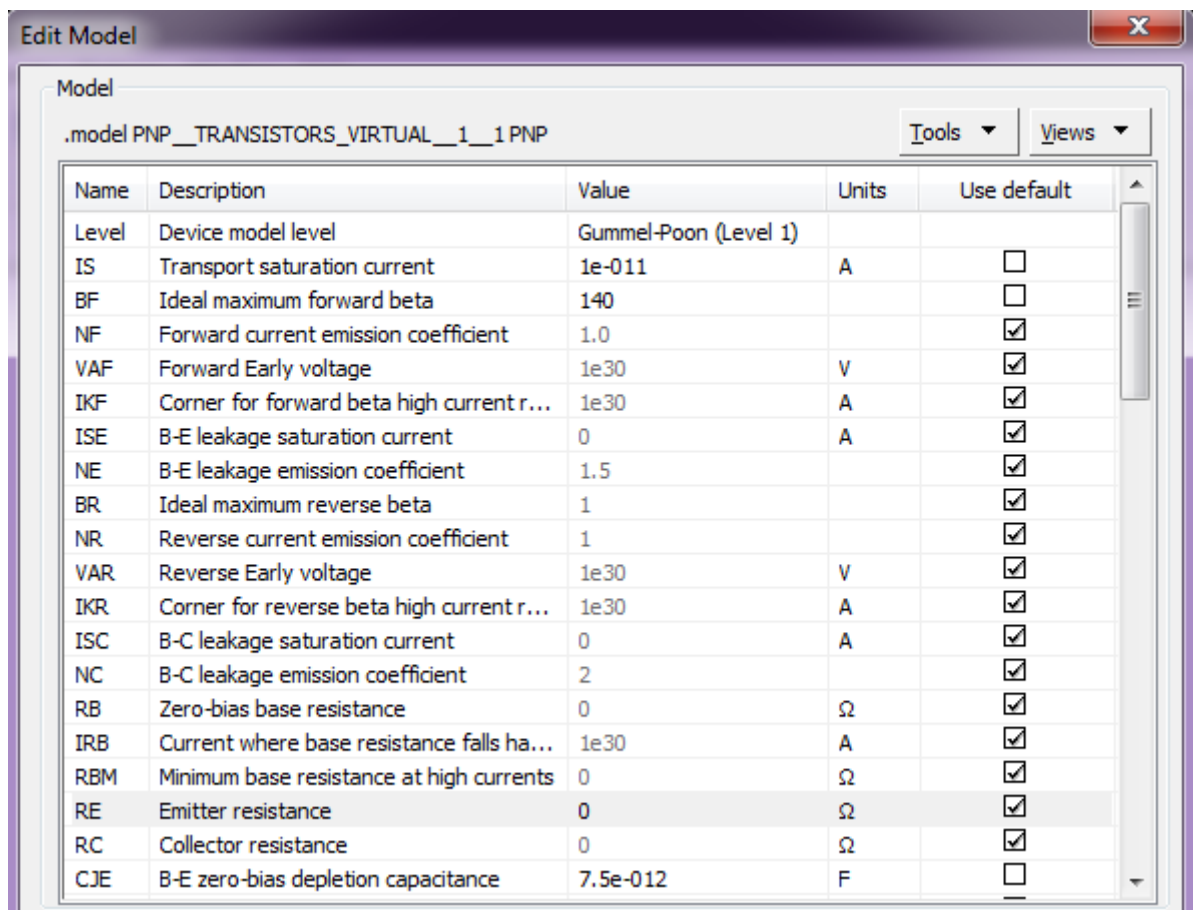 Edit Model
x
Model
.model PNP__TRANSISTORS_VIRTUAL__1__1 PNP
Tools
Views
Name Description Value Units Use default
Level Device model level Gummel-Poon (Level 1)
IS Transport saturation current 1e-011 A
BF Ideal maximum forward beta 140
NF Forward current emission coefficient 1.0
VAF Forward Early voltage 1e30 V
IKF Corner for forward beta high current r... 1e30 A
ISE B-E leakage saturation current 0 A
NE B-E leakage emission coefficient 1.5
BR Ideal maximum reverse beta 1
NR Reverse current emission coefficient 1
VAR Reverse Early voltage 1e30 V
IKR Corner for reverse beta high current r... 1e30 A
ISC B-C leakage saturation current 0 A
NC B-C leakage emission coefficient 2
RB Zero-bias base resistance 0 Ω
IRB Current where base resistance falls ha... 1e30 A
RBM Minimum base resistance at high currents 0 Ω
RE Emitter resistance 0 Ω
RC Collector resistance 0 Ω
CJE B-E zero-bias depletion capacitance 7.5e-012 F